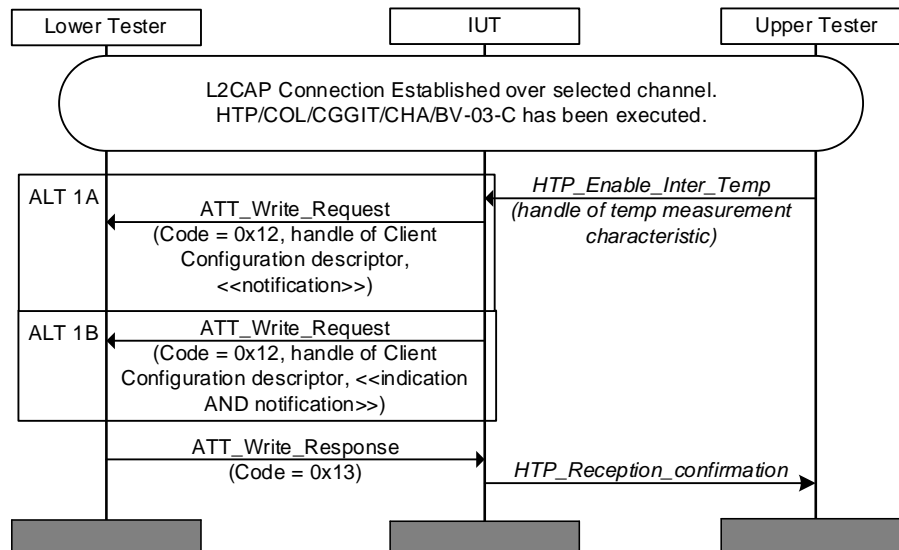 Lower Tester
IUT
Upper Tester
L2CAP Connection Established over selected channel.
HTP/COL/CGGIT/CHA/BV-03-C has been executed.
ALT 1A
HTP_Enable_Inter_Temp
(handle of temp measurement
characteristic)
ATT_Write_Request
(Code = 0x12, handle of Client
Configuration descriptor,
<<notification>>)
ALT 1B
ATT_Write_Request
(Code = 0x12, handle of Client
Configuration descriptor, <<indication
AND notification>>)
ATT_Write_Response
(Code = 0x13)
HTP_Reception_confirmation